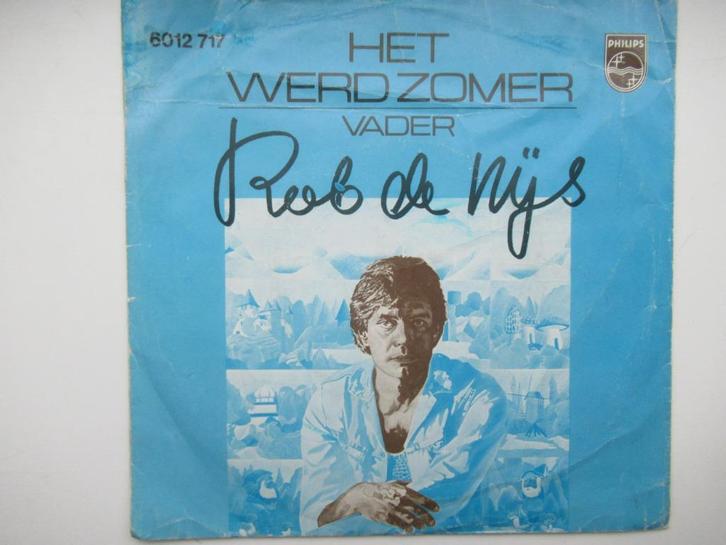 6012 717
HET
WERD ZOMER
VADER
Rob de Nijs
PHILIPS